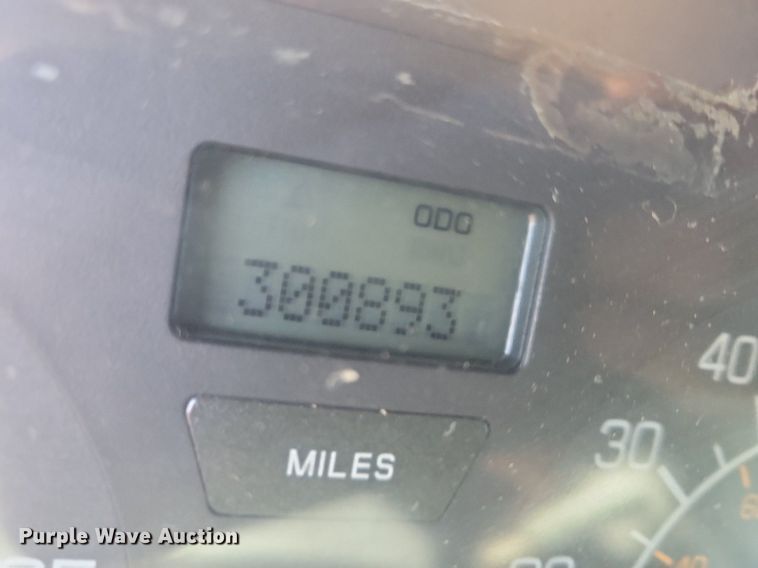 ODO
300893
40
MILES
30
Purple Wave Auction